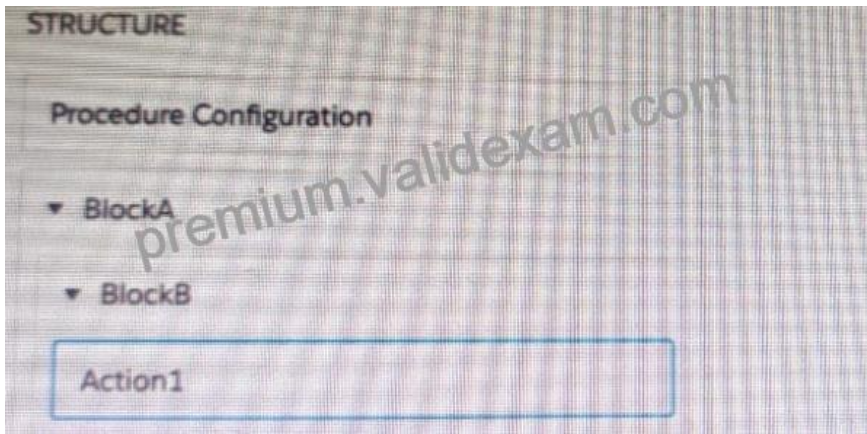 STRUCTURE
Procedure Configuration
BlockA
BlockB
Action1
premium.validexam.com